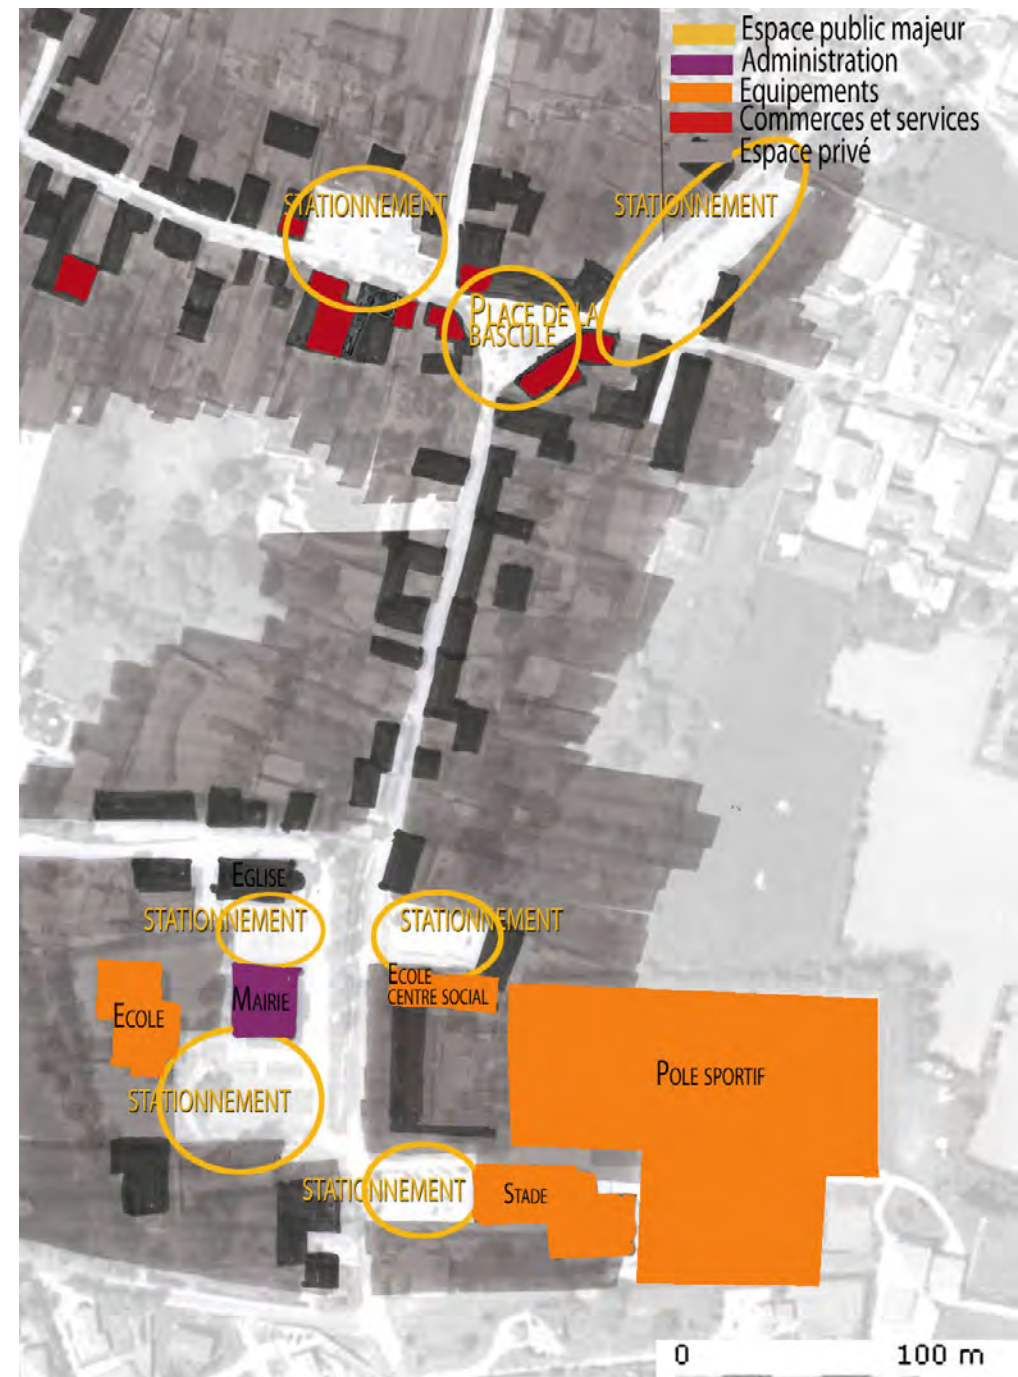 Espace public majeur
Administration
Equipements
Commerces et services
Espace privé
STATIONNEMENT
STATIONNEMENT
PLACE DE LA
BASCULE
EGLISE
STATIONNEMENT
STATIONNEMENT
ECOLE
CENTRE SOCIAL
MAIRIE
ECOLE
POLE SPORTIF
STATIONNEMENT
STATIONNEMENT
STADE
0 100 m